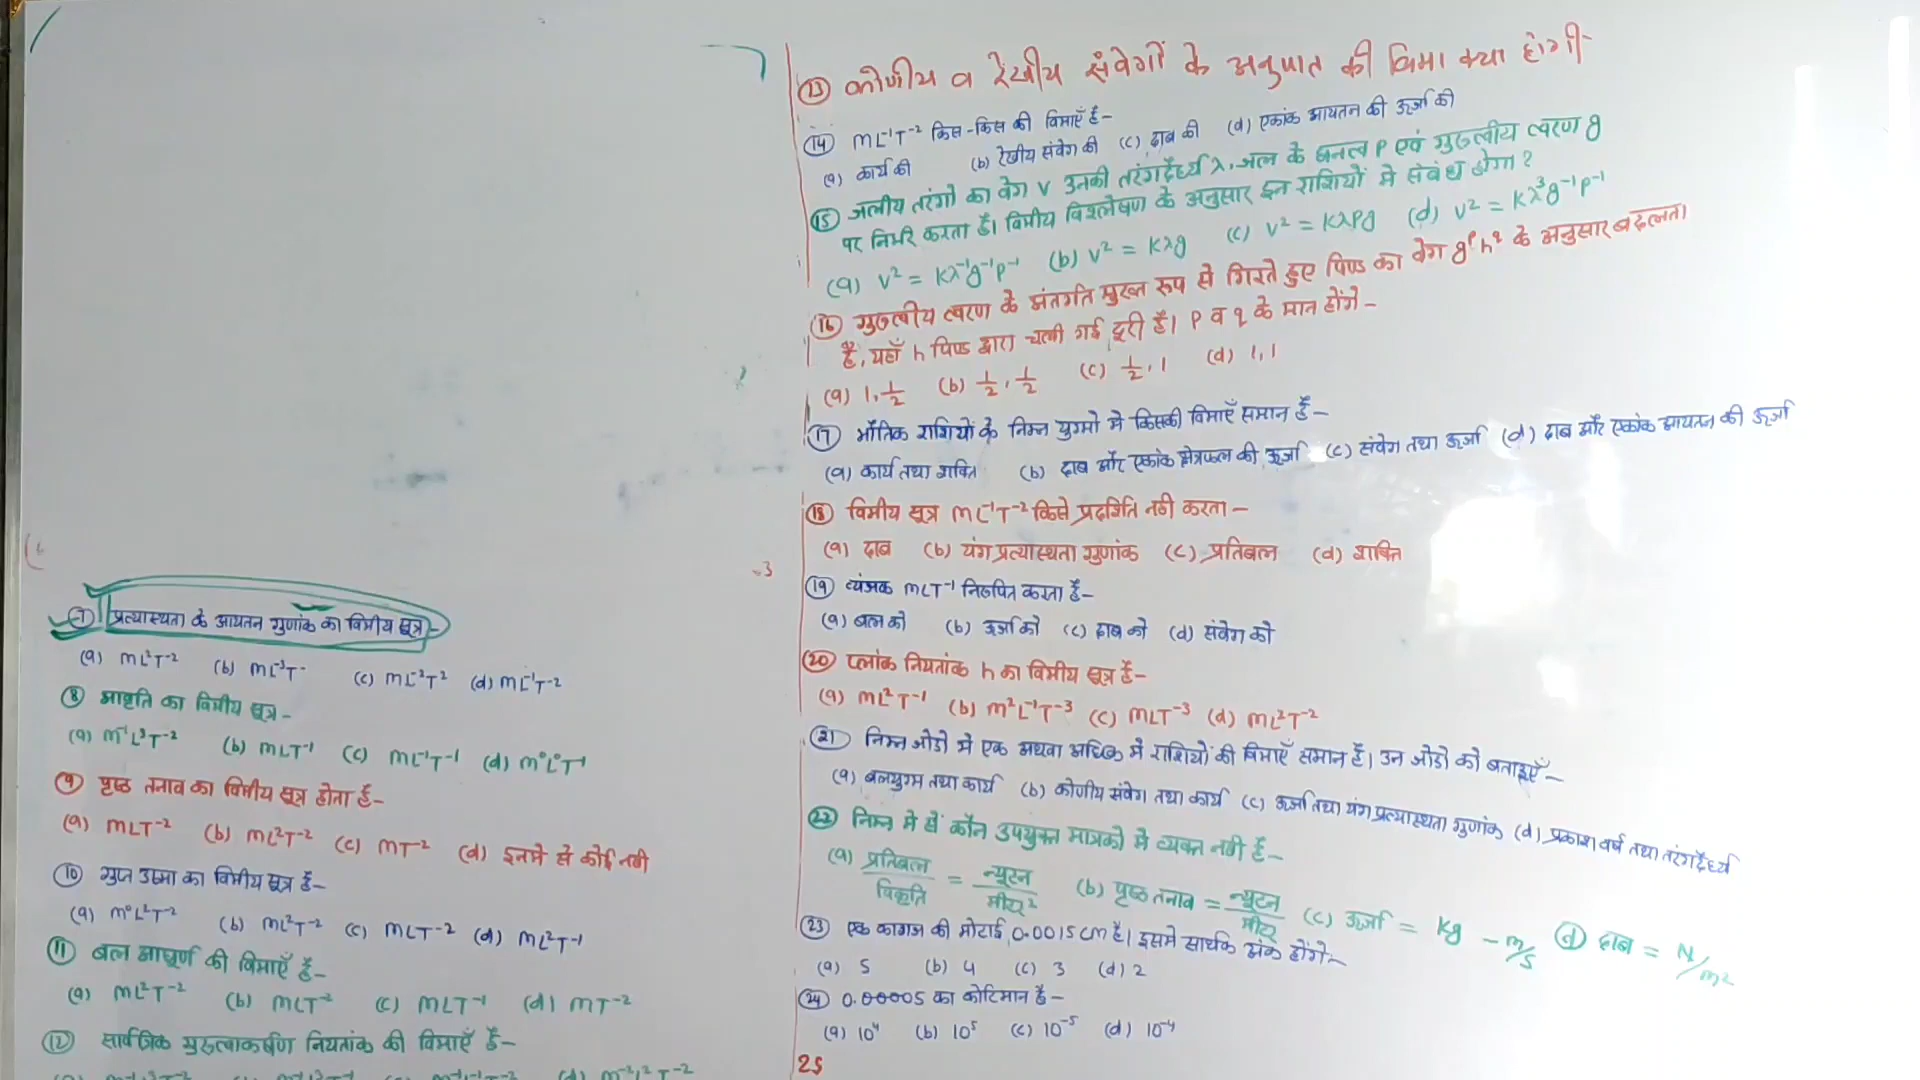 ⑦ प्रत्यास्थता के आयतन गुणांक का विमीय सूत्र -
(a) ML²T⁻² (b) ML⁻³T⁻ (c) ML⁻²T² (d) ML⁻¹T⁻²
⑧ आवृति का विमीय सूत्र -
(a) M⁻¹L³T⁻² (b) MLT⁻¹ (c) ML⁻¹T⁻¹ (d) M⁰L⁰T⁻¹
⑨ पृष्ठ तनाव का विमीय सूत्र होता है -
(a) MLT⁻² (b) ML²T⁻² (c) MT⁻² (d) इनमे से कोई नही
⑩ गुप्त उष्मा का विमीय सूत्र है -
(a) M⁰L²T⁻² (b) ML²T⁻² (c) MLT⁻² (d) ML²T⁻¹
⑪ बल आघूर्ण की विमाएँ है -
(a) ML²T⁻² (b) MLT⁻² (c) MLT⁻¹ (d) MT⁻²
⑫ सार्वत्रिक गुरुत्वाकर्षण नियतांक की विमाएँ है -
⑬ कोणीय व रेखीय संवेगों के अनुपात की विमा क्या होगी -
⑭ ML⁻¹T⁻² किस-किस की विमाएँ है -
(a) कार्य की (b) रेखीय संवेग की (c) दाब की (d) एकांक आयतन की ऊर्जा की
⑮ जलीय तरंगो का वेग V उनकी तरंगदैर्ध्य λ, जल के घनत्व P एवं गुरुत्वीय त्वरण g
पर निर्भर करता है। विमीय विश्लेषण के अनुसार इन राशियों मे संबंध होगा?
(a) V² = Kλ⁻¹g⁻¹P⁻¹ (b) V² = Kλg (c) V² = KλPg (d) V² = Kλ³g⁻¹P⁻¹
⑯ गुरुत्वीय त्वरण के अंतर्गत मुक्त रूप से गिरते हुए पिण्ड का वेग gᵖh^q के अनुसार बदलता
है, यहाँ h पिण्ड द्वारा चली गई दूरी है। P व q के मान होंगे -
(a) 1, 1/2 (b) 1/2, 1/2 (c) 1/2, 1 (d) 1, 1
⑰ भौतिक राशियों के निम्न युग्मो मे किसकी विमाएँ समान है -
(a) कार्य तथा शक्ति (b) दाब और एकांक क्षेत्रफल की ऊर्जा (c) संवेग तथा ऊर्जा (d) दाब और एकांक आयतन की ऊर्जा
⑱ विमीय सूत्र ML⁻¹T⁻² किसे प्रदर्शित नही करता -
(a) दाब (b) यंग प्रत्यास्थता गुणांक (c) प्रतिबल (d) शक्ति
⑲ व्यंजक MLT⁻¹ निरुपित करता है -
(a) बल को (b) ऊर्जा को (c) दाब को (d) संवेग को
⑳ प्लांक नियतांक h का विमीय सूत्र है -
(a) ML²T⁻¹ (b) M²L⁻¹T⁻³ (c) MLT⁻³ (d) ML²T⁻²
㉑ निम्न जोडो मे एक अथवा अधिक मे राशियों की विमाएँ समान है। उन जोडो को बताइएँ -
(a) बलयुग्म तथा कार्य (b) कोणीय संवेग तथा कार्य (c) ऊर्जा तथा यंग प्रत्यास्थता गुणांक (d) प्रकाश वर्ष तथा तरंगदैर्ध्य
㉒ निम्न मे से कौन उपयुक्त मात्रको मे व्यक्त नही है -
(a) प्रतिबल/विकृति = न्यूटन/मीटर² (b) पृष्ठ तनाव = न्यूटन/मीटर (c) ऊर्जा = Kg - m/s (d) दाब = N/m²
㉓ एक कागज की मोटाई 0.0015cm है। इसमे सार्थक अंक होंगे -
(a) 5 (b) 4 (c) 3 (d) 2
㉔ 0.00005 का कोटिमान है -
(a) 10⁴ (b) 10⁵ (c) 10⁻⁵ (d) 10⁻⁴
25